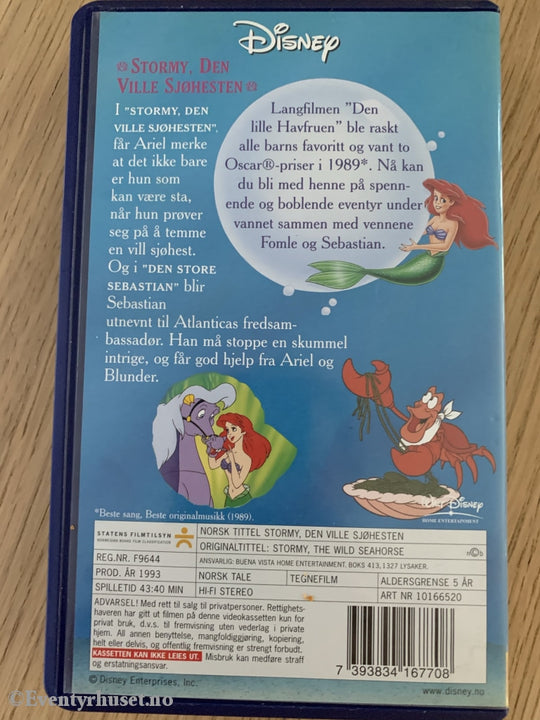 Disney
STORMY, DEN
VILLE SJØHESTEN
I "STORMY, DEN
VILLE SJØHESTEN",
får Ariel merke
at det ikke bare
er hun som
kan være sta,
når hun prøver
seg på å temme
en vill sjøhest.
Og i "DEN STORE
SEBASTIAN" blir
Sebastian
utnevnt til Atlanticas fredsam-
bassadør. Han må stoppe en skummel
intrige, og får god hjelp fra Ariel og
Blunder.
Langfilmen "Den
lille Havfruen" ble raskt
alle barns favoritt og vant to
Oscar®-priser i 1989*. Nå kan
du bli med henne på spenn-
ende og boblende eventyr under
vannet sammen med vennene
Fomle og Sebastian.
*Beste sang, Beste originalmusikk (1989).
WALT DISNEY
HOME ENTERTAINMENT
STATENS FILMTILSYN
NORWEGIAN BOARD FILM CLASSIFICATION
NORSK TITTEL STORMY, DEN VILLE SJØHESTEN
ORIGINALTITTEL: STORMY, THE WILD SEAHORSE
n©b
REG.NR. F9644
ANSVARLIG: BUENA VISTA HOME ENTERTAINMENT, BOKS 413, 1327 LYSAKER.
PROD. ÅR 1993
NORSK TALE
TEGNEFILM
ALDERSGRENSE 5 ÅR
SPILLETID 43:40 MIN
HI-FI STEREO
ART NR 10166520
ADVARSEL! Med rett til salg til privatpersoner. Rettighets-
haveren har gitt ut filmen på denne videokassetten kun for
privat bruk, d.v.s. til fremvisning uten vederlag i privat
hjem. All annen benyttelse, mangfoldiggjøring, kopiering,
helt eller delvis, og offentlig fremvisning er strengt forbudt.
KASSETTEN KAN IKKE LEIES UT. Misbruk kan medføre straff
og erstatningsansvar.
7 393834 167708
© Disney Enterprises, Inc.
www.disney.no
©Eventyrhuset.no